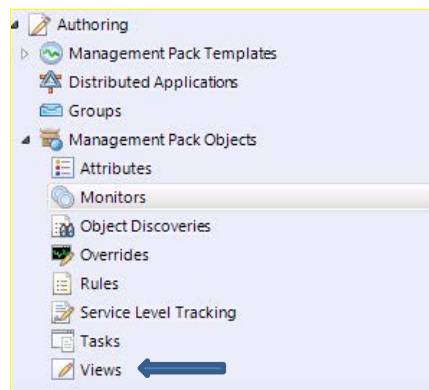 Authoring
Management Pack Templates
Distributed Applications
Groups
Management Pack Objects
Attributes
Monitors
Object Discoveries
Overrides
Rules
Service Level Tracking
Tasks
Views